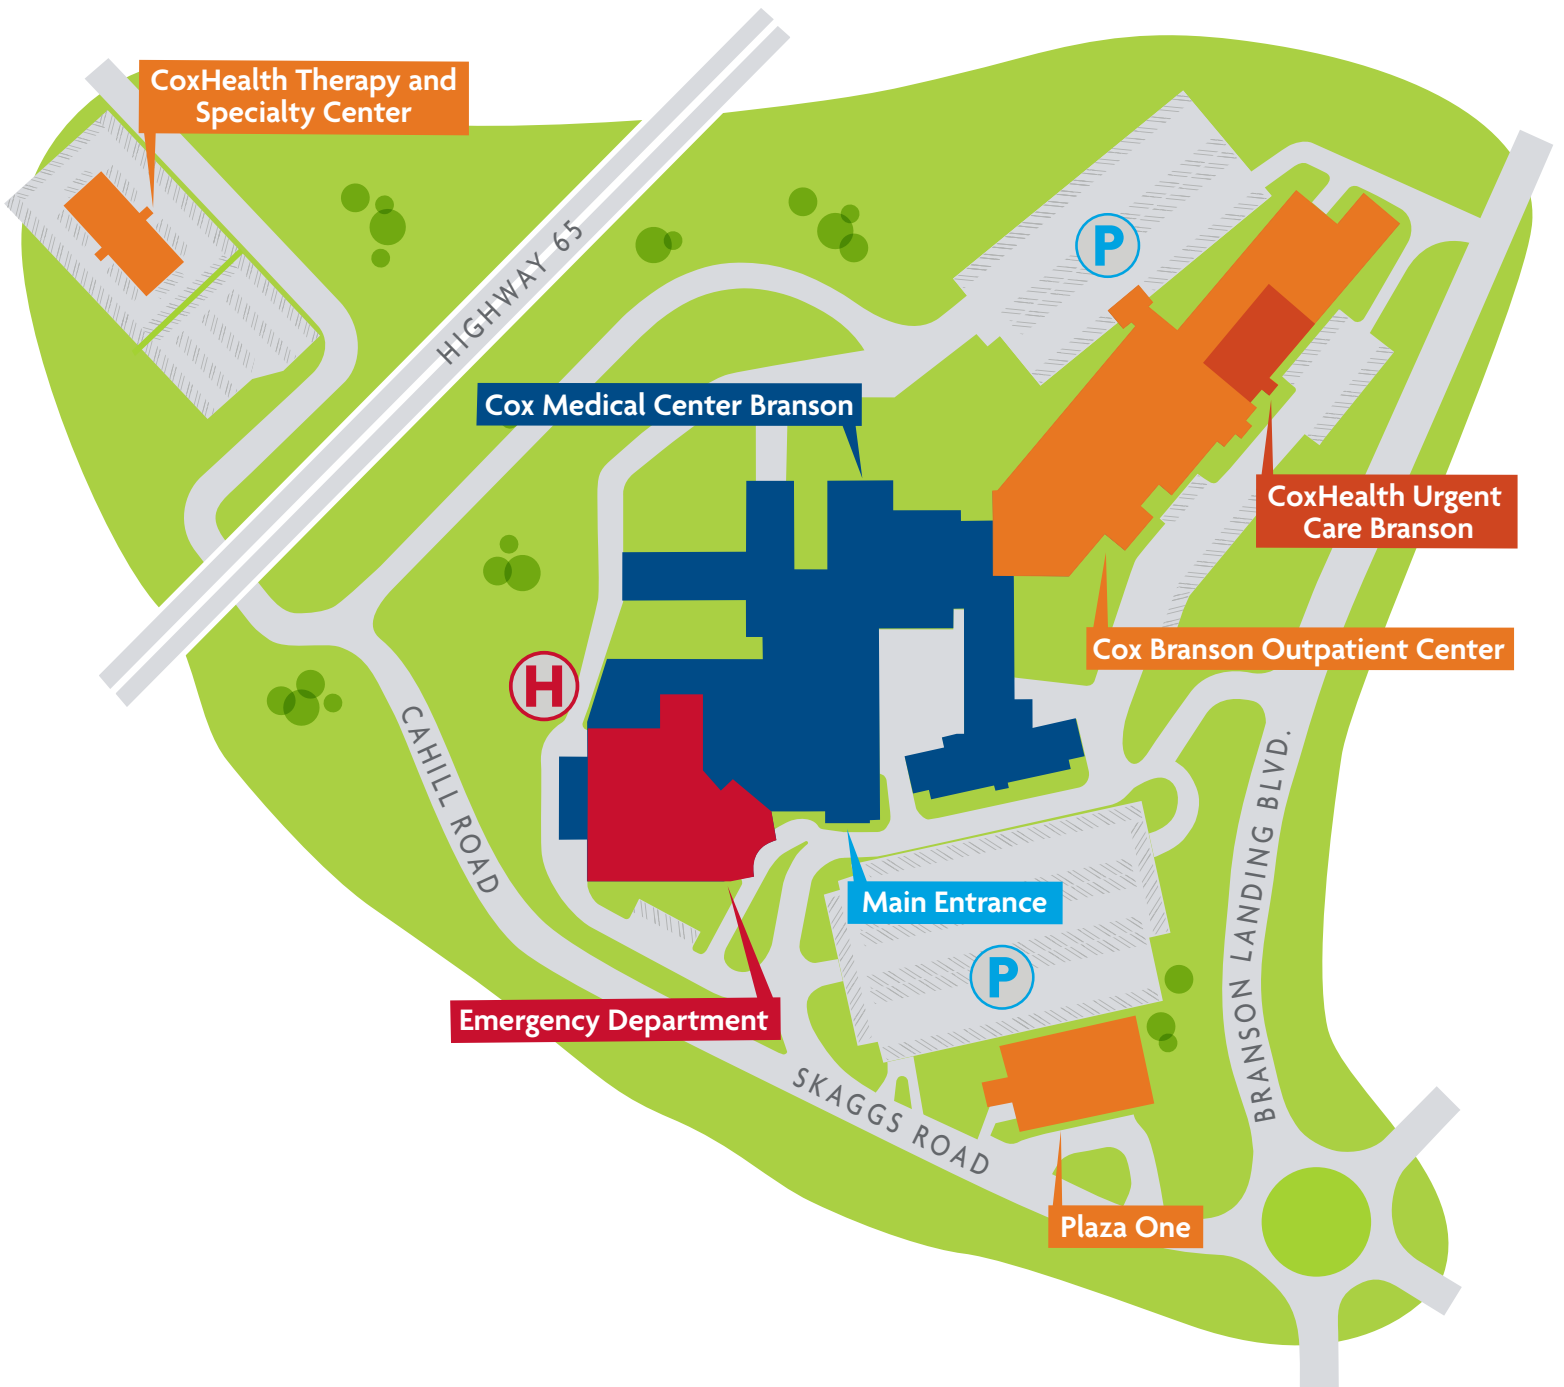 CoxHealth Therapy and
Specialty Center
HIGHWAY 65
P
Cox Medical Center Branson
CoxHealth Urgent
Care Branson
Cox Branson Outpatient Center
H
CAHILL ROAD
BRANSON LANDING BLVD.
Main Entrance
P
Emergency Department
SKAGGS ROAD
Plaza One